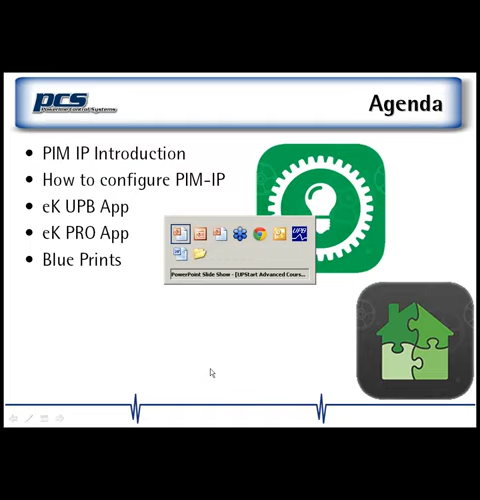 pcs
Powerline Control Systems
Agenda
• PIM IP Introduction
• How to configure PIM-IP
• eK UPB App
• eK PRO App
• Blue Prints
UPB
PowerPoint Slide Show - [UPStart Advanced Cours...